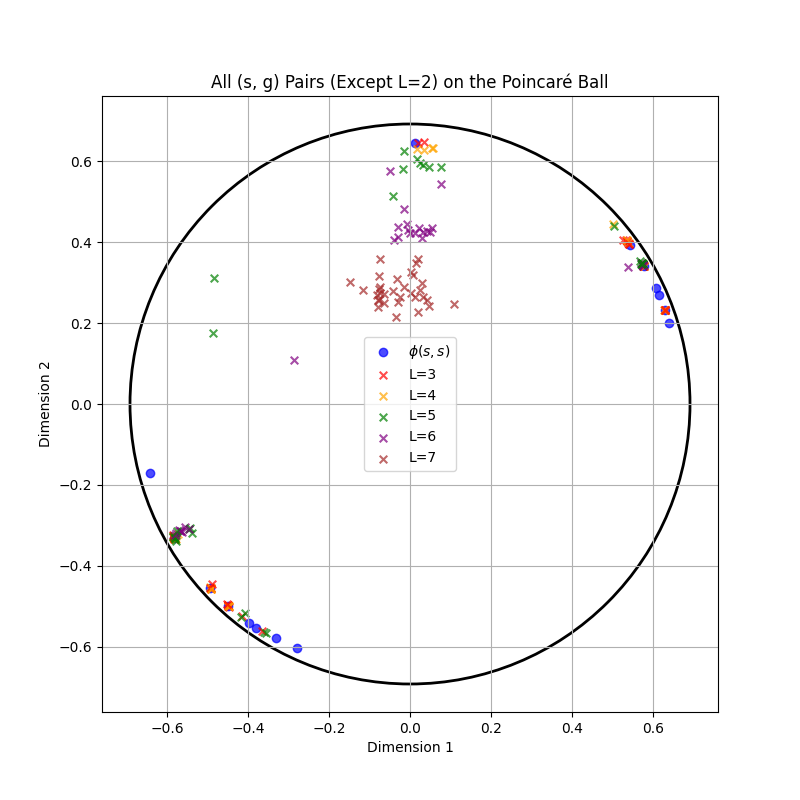 All (s, g) Pairs (Except L=2) on the Poincaré Ball
Dimension 2
0.6
0.4
0.2
0.0
−0.2
−0.4
−0.6
ϕ(s, s)
L=3
L=4
L=5
L=6
L=7
−0.6 −0.4 −0.2 0.0 0.2 0.4 0.6
Dimension 1